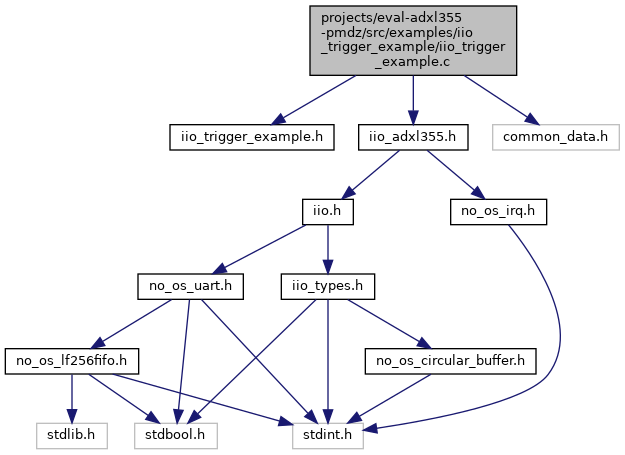 projects/eval-adxl355
-pmdz/src/examples/iio
_trigger_example/iio_trigger
_example.c
iio_trigger_example.h
iio_adxl355.h
common_data.h
iio.h
no_os_irq.h
no_os_uart.h
iio_types.h
no_os_lf256fifo.h
no_os_circular_buffer.h
stdlib.h
stdbool.h
stdint.h